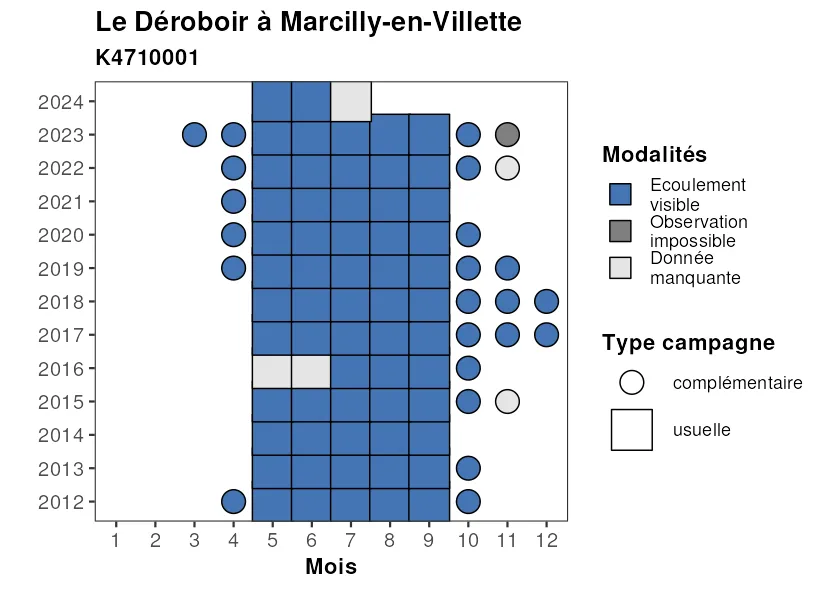 Le Déroboir à Marcilly-en-Villette
K4710001
2024
2023
2022
2021
2020
2019
2018
2017
2016
2015
2014
2013
2012
1 2 3 4 5 6 7 8 9 10 11 12
Mois
Modalités
Ecoulement
visible
Observation
impossible
Donnée
manquante
Type campagne
complémentaire
usuelle